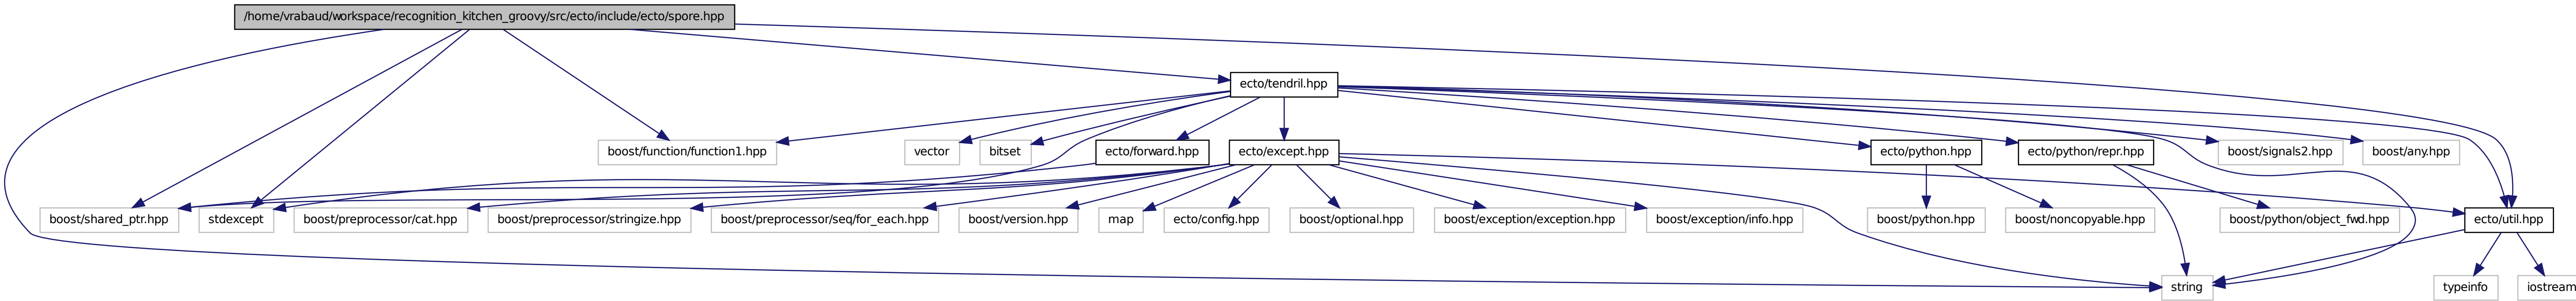 /home/vrabaud/workspace/recognition_kitchen_groovy/src/ecto/include/ecto/spore.hpp
ecto/tendril.hpp
boost/function/function1.hpp
vector
bitset
ecto/forward.hpp
ecto/except.hpp
ecto/python.hpp
ecto/python/repr.hpp
boost/signals2.hpp
boost/any.hpp
boost/shared_ptr.hpp
stdexcept
boost/preprocessor/cat.hpp
boost/preprocessor/stringize.hpp
boost/preprocessor/seq/for_each.hpp
boost/version.hpp
map
ecto/config.hpp
boost/optional.hpp
boost/exception/exception.hpp
boost/exception/info.hpp
boost/python.hpp
boost/noncopyable.hpp
boost/python/object_fwd.hpp
ecto/util.hpp
string
typeinfo
iostream